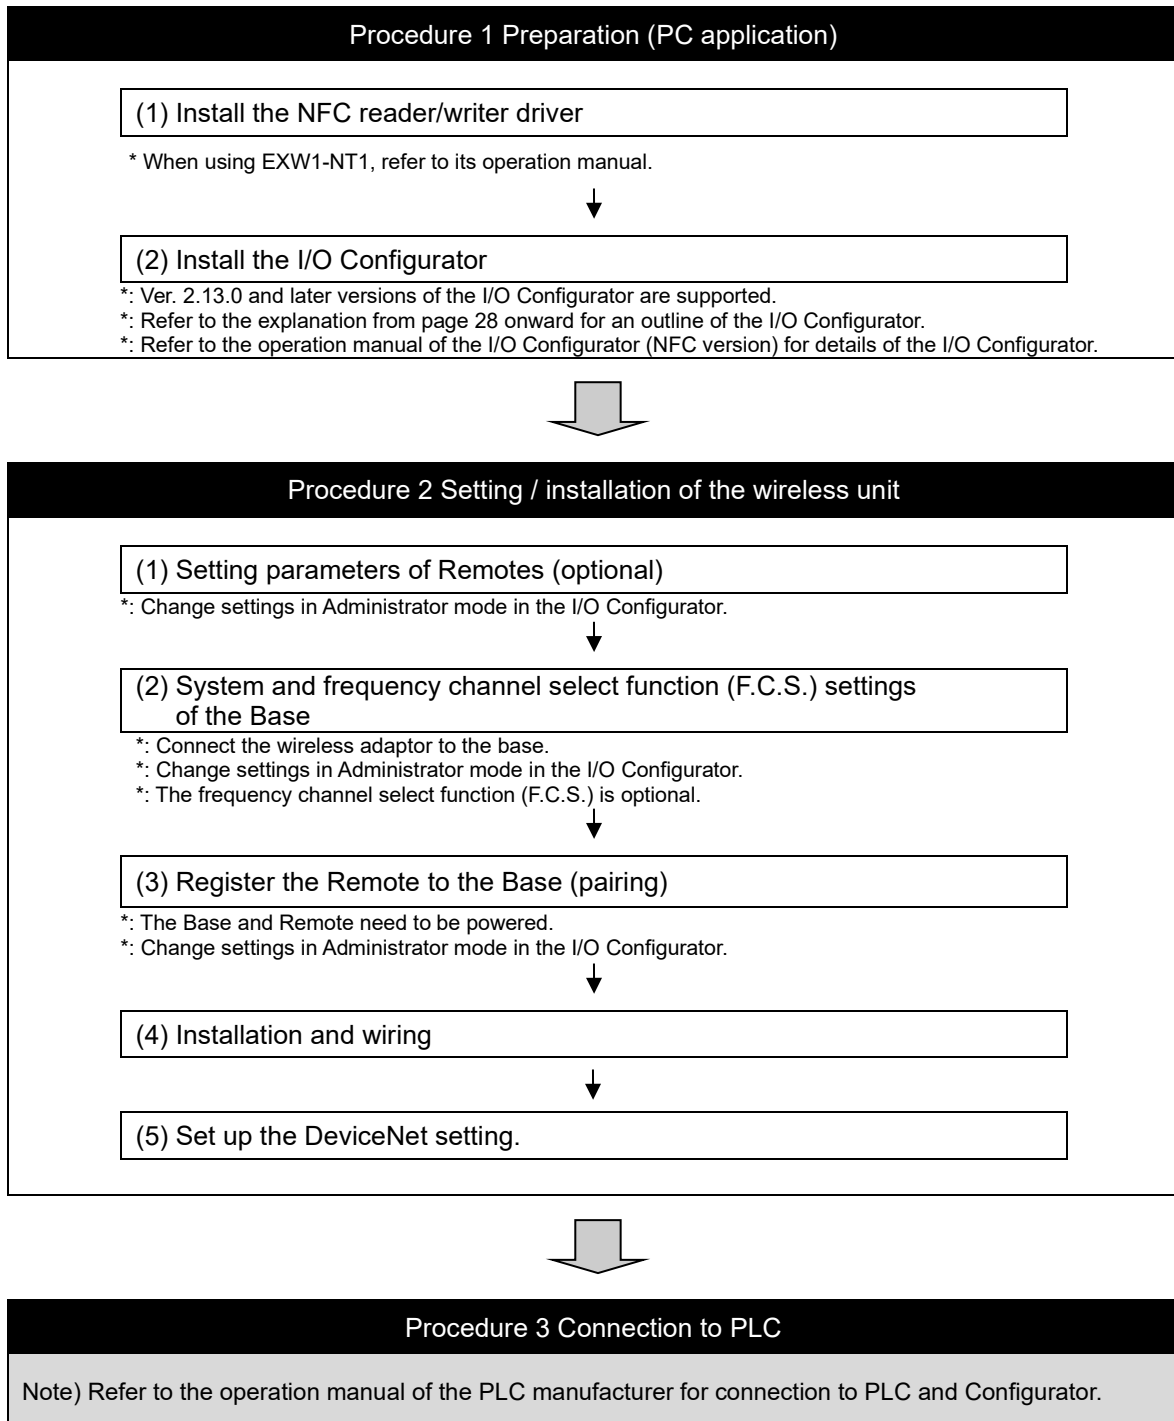 Procedure 1 Preparation (PC application)
(1) Install the NFC reader/writer driver
* When using EXW1-NT1, refer to its operation manual.
(2) Install the I/O Configurator
*: Ver. 2.13.0 and later versions of the I/O Configurator are supported.
*: Refer to the explanation from page 28 onward for an outline of the I/O Configurator.
*: Refer to the operation manual of the I/O Configurator (NFC version) for details of the I/O Configurator.
Procedure 2 Setting / installation of the wireless unit
(1) Setting parameters of Remotes (optional)
*: Change settings in Administrator mode in the I/O Configurator.
(2) System and frequency channel select function (F.C.S.) settings
of the Base
*: Connect the wireless adaptor to the base.
*: Change settings in Administrator mode in the I/O Configurator.
*: The frequency channel select function (F.C.S.) is optional.
(3) Register the Remote to the Base (pairing)
*: The Base and Remote need to be powered.
*: Change settings in Administrator mode in the I/O Configurator.
(4) Installation and wiring
(5) Set up the DeviceNet setting.
Procedure 3 Connection to PLC
Note) Refer to the operation manual of the PLC manufacturer for connection to PLC and Configurator.